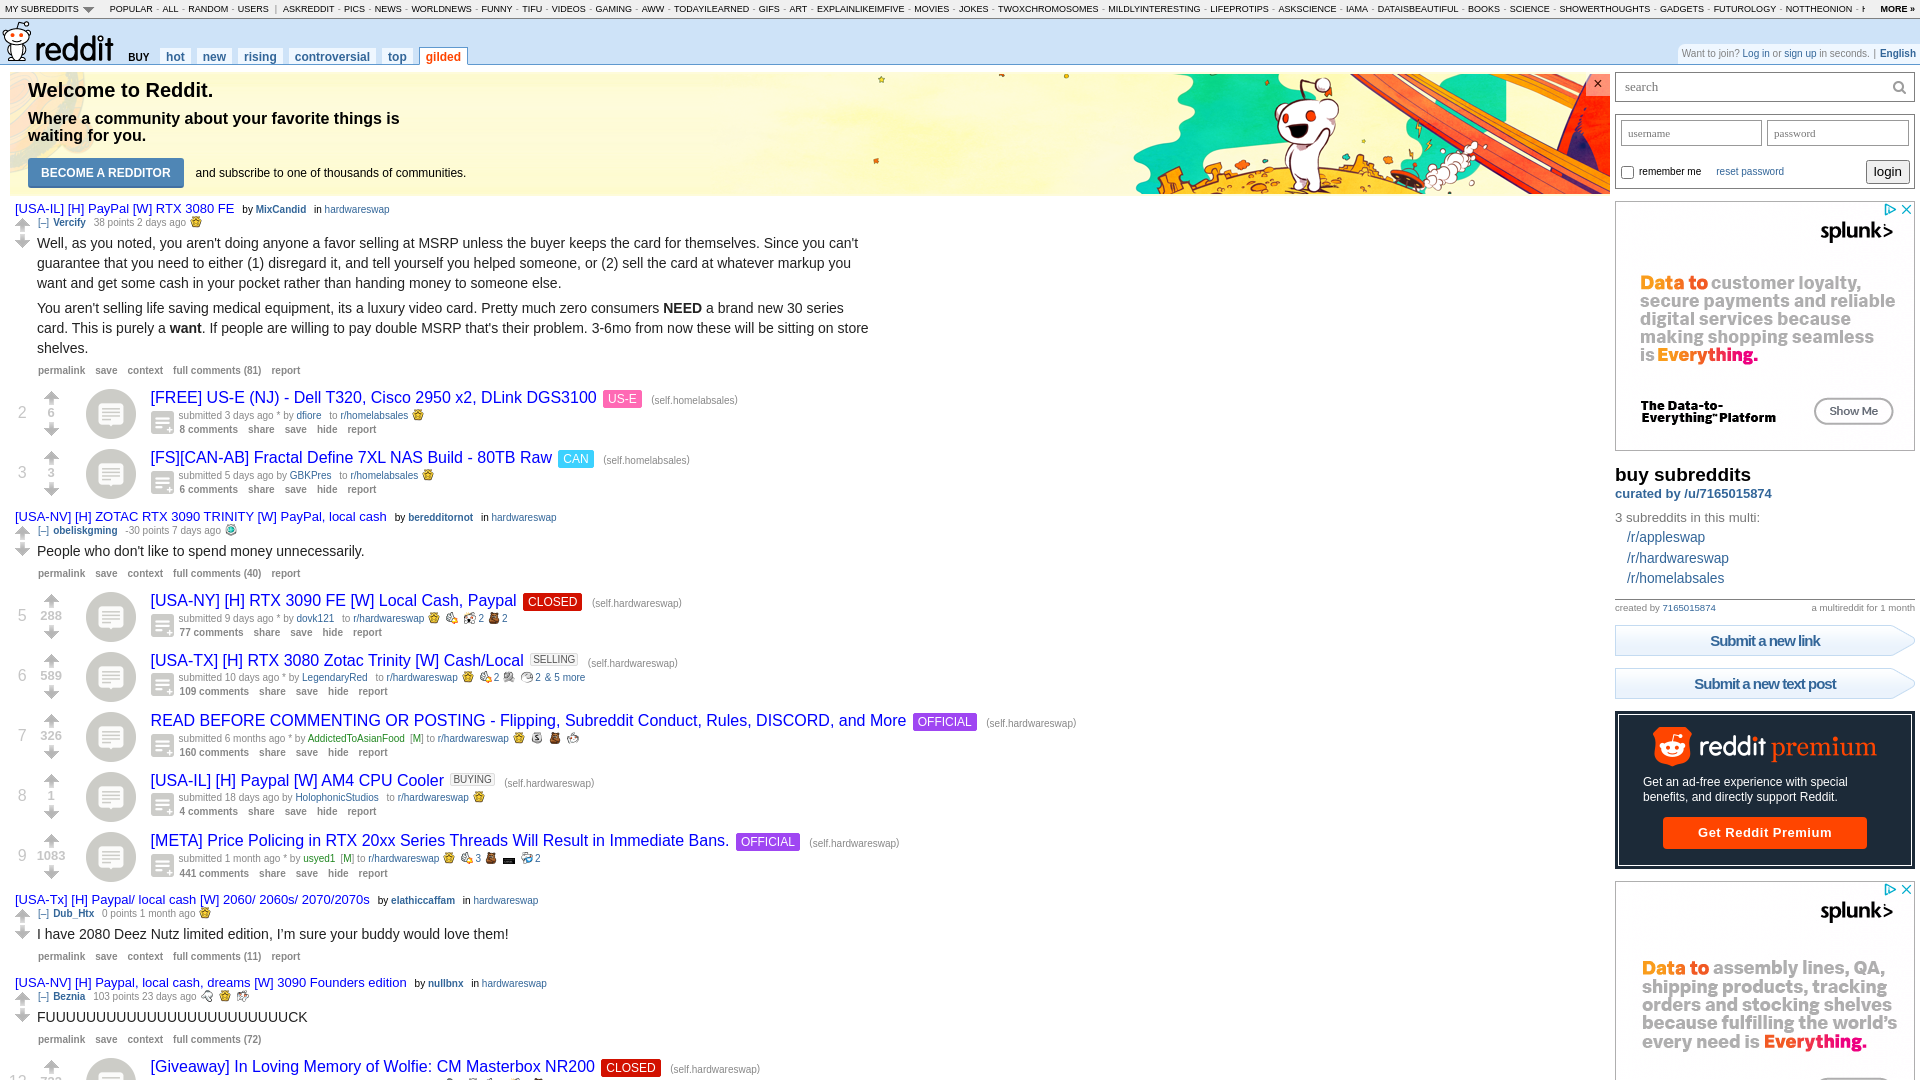 MY SUBREDDITS POPULAR - ALL - RANDOM - USERS | ASKREDDIT - PICS - NEWS - WORLDNEWS - FUNNY - TIFU - VIDEOS - GAMING - AWW - TODAYILEARNED - GIFS - ART - EXPLAINLIKEIMFIVE - MOVIES - JOKES - TWOXCHROMOSOMES - MILDLYINTERESTING - LIFEPROTIPS - ASKSCIENCE - IAMA - DATAISBEAUTIFUL - BOOKS - SCIENCE - SHOWERTHOUGHTS - GADGETS - FUTUROLOGY - NOTTHEONION - MORE »
reddit BUY hot new rising controversial top gilded
Want to join? Log in or sign up in seconds. | English
Welcome to Reddit.
Where a community about your favorite things is
waiting for you.
BECOME A REDDITOR and subscribe to one of thousands of communities.
×
[USA-IL] [H] PayPal [W] RTX 3080 FE by MixCandid in hardwareswap
[–] Vercify 38 points 2 days ago
Well, as you noted, you aren't doing anyone a favor selling at MSRP unless the buyer keeps the card for themselves. Since you can't
guarantee that you need to either (1) disregard it, and tell yourself you helped someone, or (2) sell the card at whatever markup you
want and get some cash in your pocket rather than handing money to someone else.
You aren't selling life saving medical equipment, its a luxury video card. Pretty much zero consumers NEED a brand new 30 series
card. This is purely a want. If people are willing to pay double MSRP that's their problem. 3-6mo from now these will be sitting on store
shelves.
permalink save context full comments (81) report
2 6 [FREE] US-E (NJ) - Dell T320, Cisco 2950 x2, DLink DGS3100 US-E (self.homelabsales)
submitted 3 days ago * by dfiore to r/homelabsales
8 comments share save hide report
3 3 [FS][CAN-AB] Fractal Define 7XL NAS Build - 80TB Raw CAN (self.homelabsales)
submitted 5 days ago by GBKPres to r/homelabsales
6 comments share save hide report
[USA-NV] [H] ZOTAC RTX 3090 TRINITY [W] PayPal, local cash by beredditornot in hardwareswap
[–] obeliskgming -30 points 7 days ago
People who don't like to spend money unnecessarily.
permalink save context full comments (40) report
5 288 [USA-NY] [H] RTX 3090 FE [W] Local Cash, Paypal CLOSED (self.hardwareswap)
submitted 9 days ago * by dovk121 to r/hardwareswap 2 2
77 comments share save hide report
6 589 [USA-TX] [H] RTX 3080 Zotac Trinity [W] Cash/Local SELLING (self.hardwareswap)
submitted 10 days ago * by LegendaryRed to r/hardwareswap 2 2 & 5 more
109 comments share save hide report
7 326 READ BEFORE COMMENTING OR POSTING - Flipping, Subreddit Conduct, Rules, DISCORD, and More OFFICIAL (self.hardwareswap)
submitted 6 months ago * by AddictedToAsianFood [M] to r/hardwareswap
160 comments share save hide report
8 1 [USA-IL] [H] Paypal [W] AM4 CPU Cooler BUYING (self.hardwareswap)
submitted 18 days ago by HolophonicStudios to r/hardwareswap
4 comments share save hide report
9 1083 [META] Price Policing in RTX 20xx Series Threads Will Result in Immediate Bans. OFFICIAL (self.hardwareswap)
submitted 1 month ago * by usyed1 [M] to r/hardwareswap 3 2
441 comments share save hide report
[USA-Tx] [H] Paypal/ local cash [W] 2060/ 2060s/ 2070/2070s by elathiccaffam in hardwareswap
[–] Dub_Htx 0 points 1 month ago
I have 2080 Deez Nutz limited edition, I'm sure your buddy would love them!
permalink save context full comments (11) report
[USA-NV] [H] Paypal, local cash, dreams [W] 3090 Founders edition by nullbnx in hardwareswap
[–] Beznia 103 points 23 days ago
FUUUUUUUUUUUUUUUUUUUUUUUUCK
permalink save context full comments (72)
[Giveaway] In Loving Memory of Wolfie: CM Masterbox NR200 CLOSED (self.hardwareswap)
search
username password
remember me reset password login
splunk>
Data to customer loyalty,
secure payments and reliable
digital services because
making shopping seamless
is Everything.
The Data-to-
Everything™ Platform Show Me
buy subreddits
curated by /u/7165015874
3 subreddits in this multi:
/r/appleswap
/r/hardwareswap
/r/homelabsales
created by 7165015874 a multireddit for 1 month
Submit a new link
Submit a new text post
reddit premium
Get an ad-free experience with special
benefits, and directly support Reddit.
Get Reddit Premium
splunk>
Data to assembly lines, QA,
shipping products, tracking
orders and stocking shelves
because fulfilling the world's
every need is Everything.